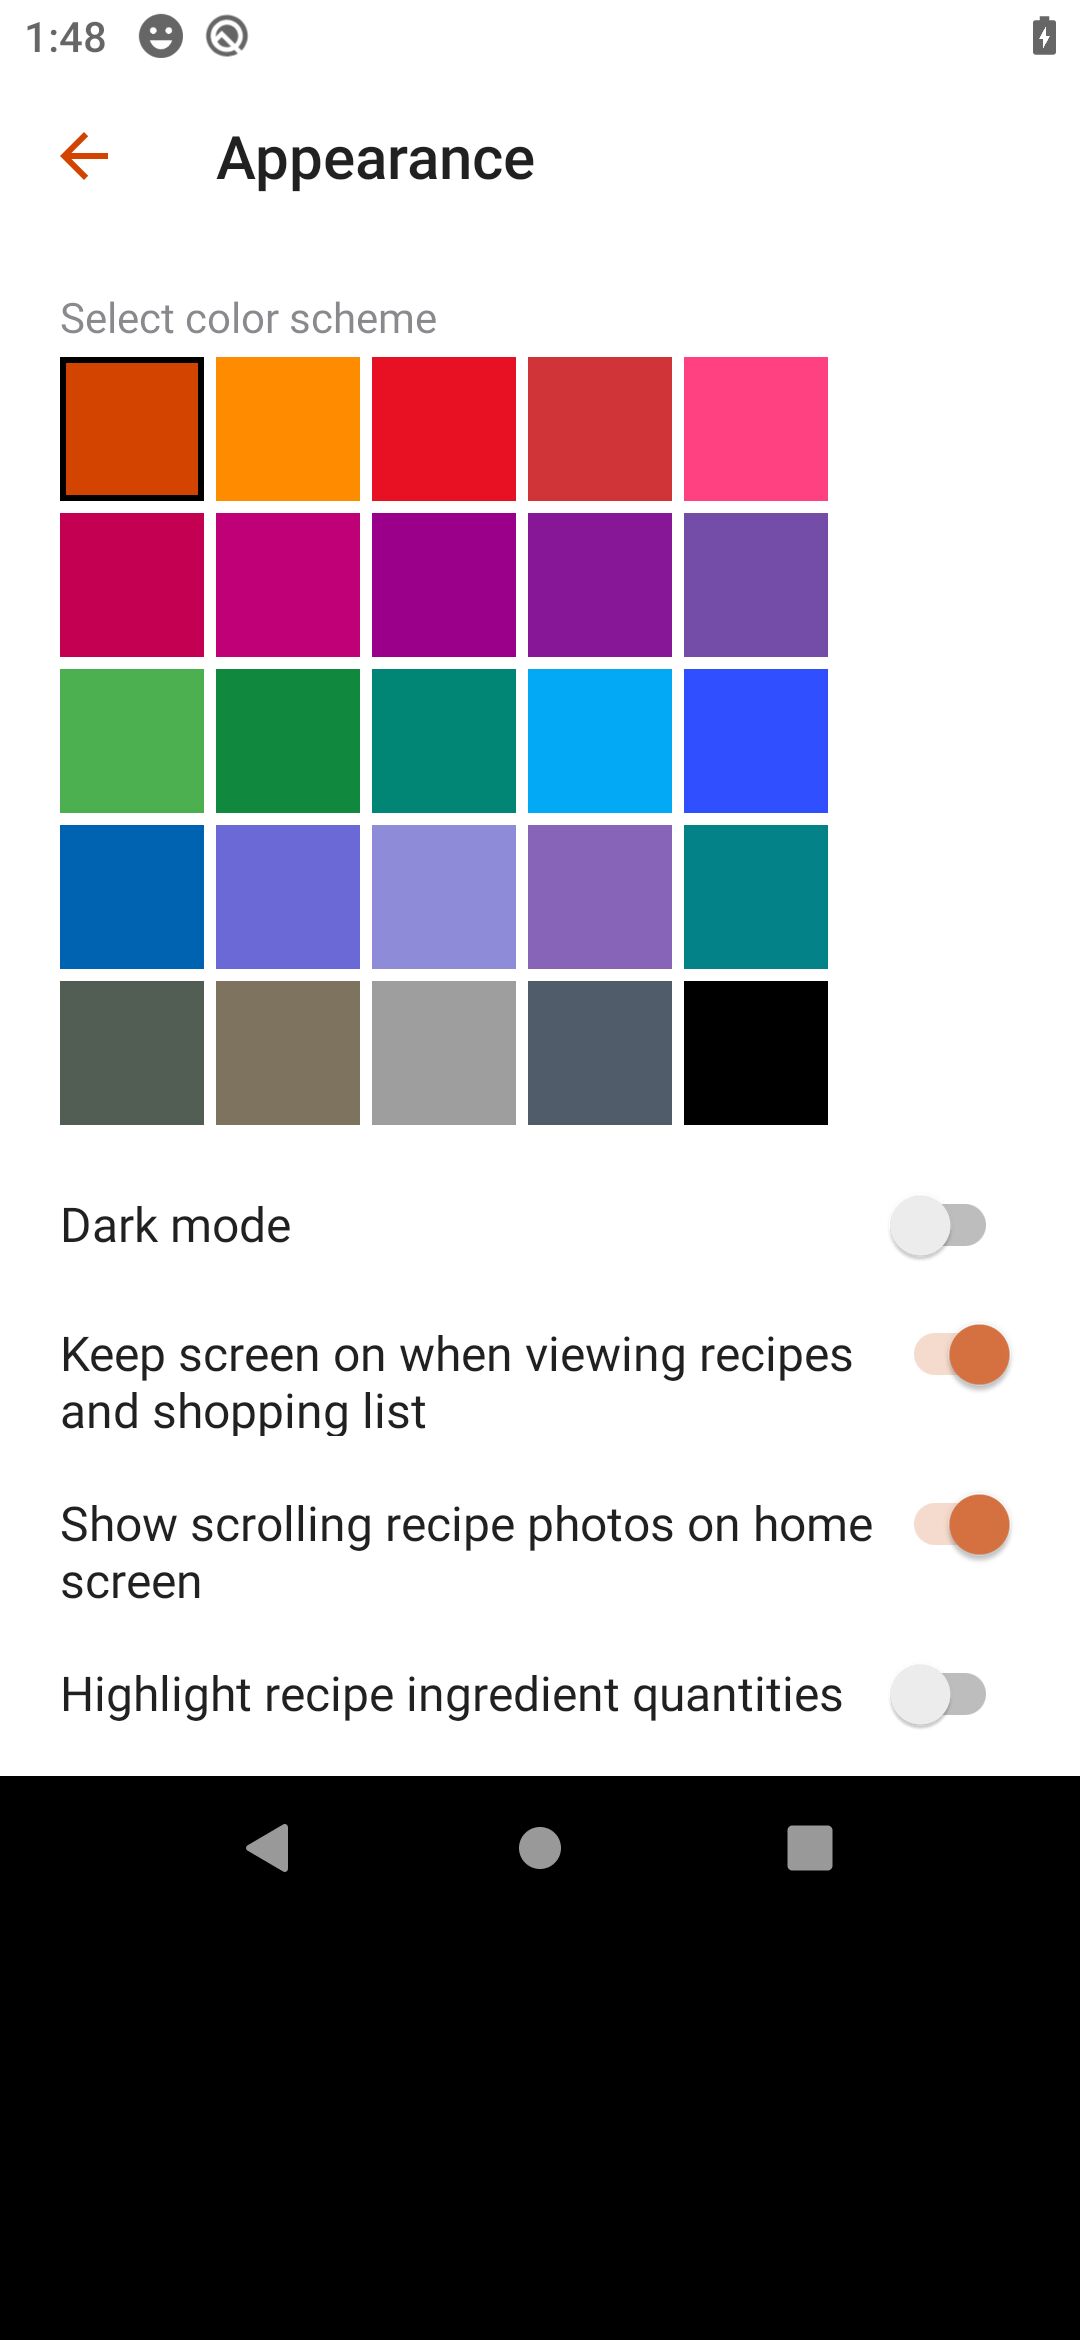 1:48
Appearance
Select color scheme
Dark mode
Keep screen on when viewing recipes
and shopping list
Show scrolling recipe photos on home
screen
Highlight recipe ingredient quantities